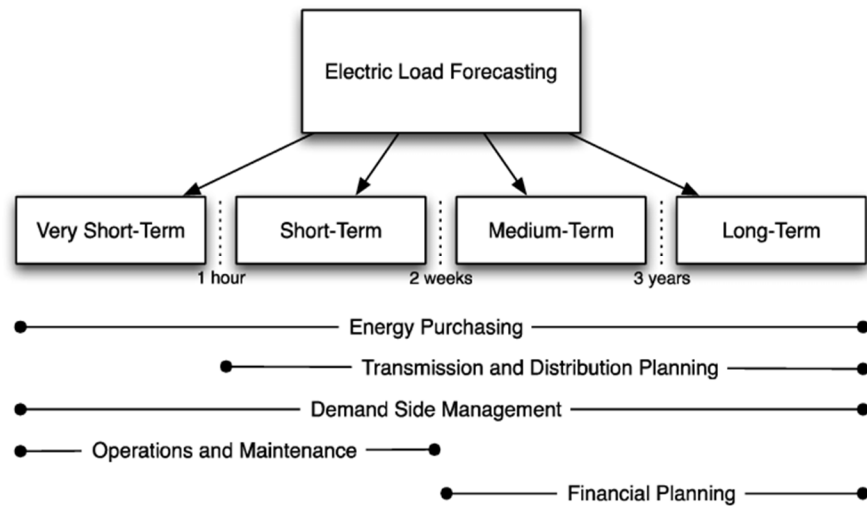 Electric Load Forecasting
Very Short-Term
Short-Term
Medium-Term
Long-Term
1 hour
2 weeks
3 years
Energy Purchasing
Transmission and Distribution Planning
Demand Side Management
Operations and Maintenance
Financial Planning